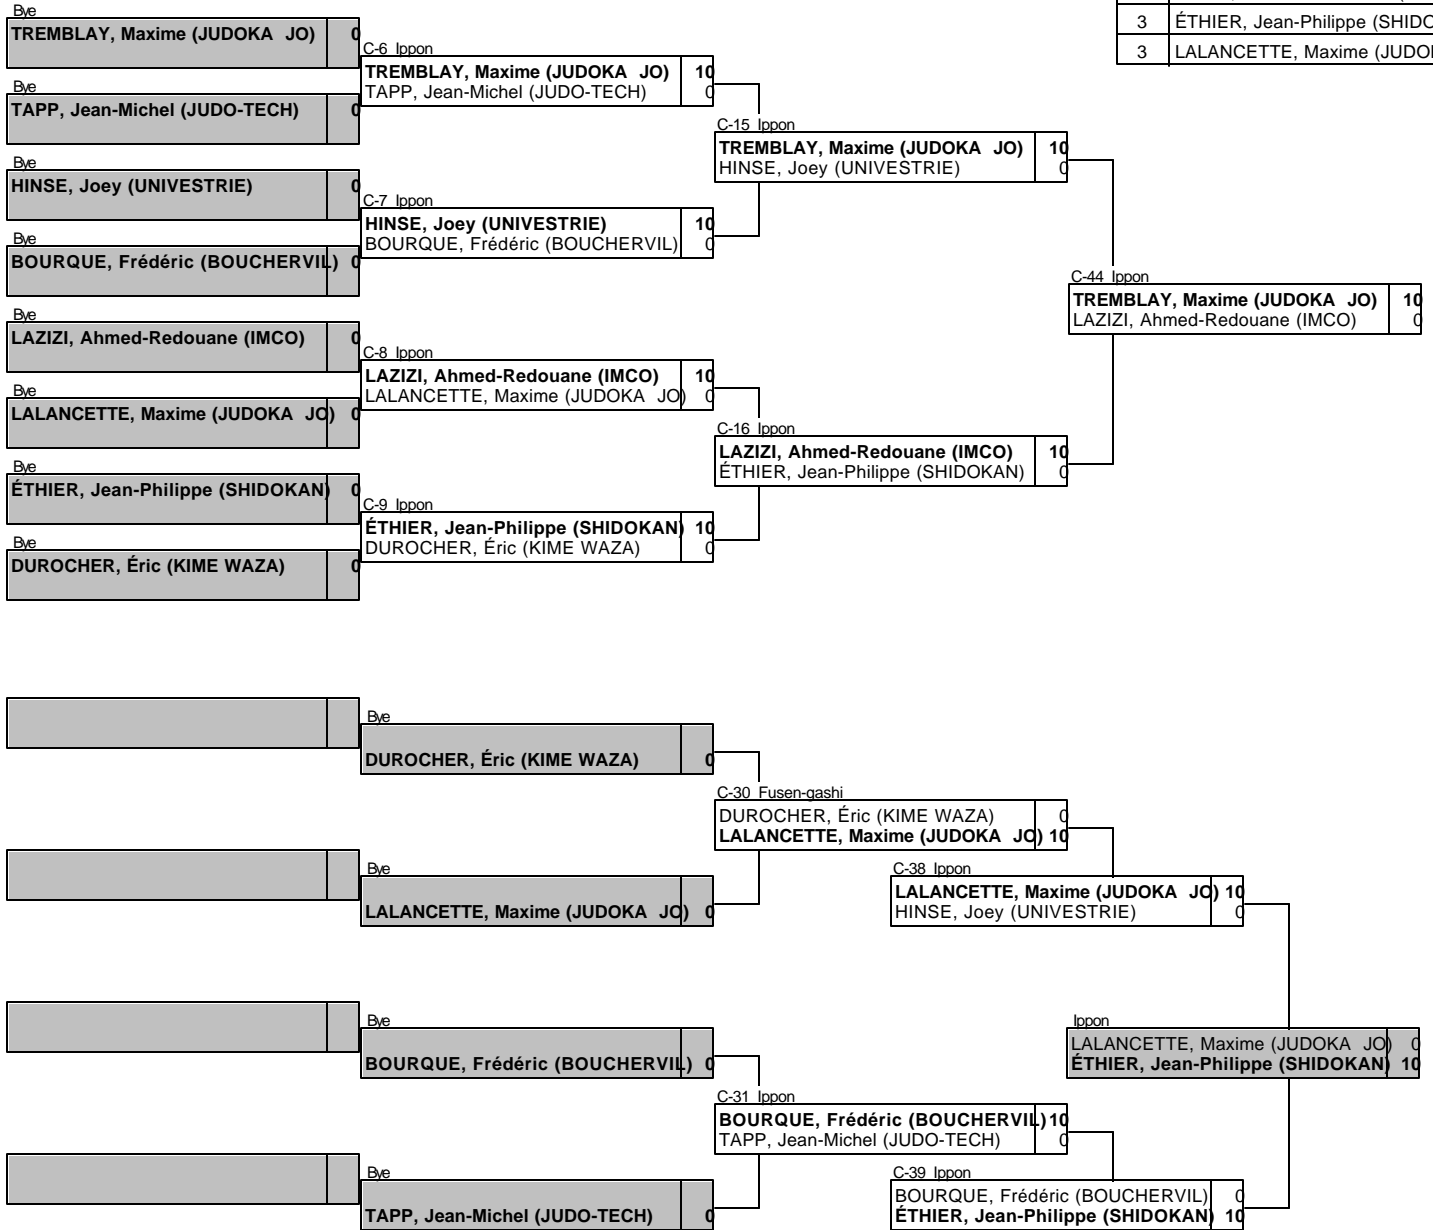 3 ÉTHIER, Jean-Philippe (SHIDO
3 LALANCETTE, Maxime (JUDO
Bye
TREMBLAY, Maxime (JUDOKA JO) 0
Bye
TAPP, Jean-Michel (JUDO-TECH) 0
Bye
HINSE, Joey (UNIVESTRIE) 0
Bye
BOURQUE, Frédéric (BOUCHERVIL) 0
Bye
LAZIZI, Ahmed-Redouane (IMCO) 0
Bye
LALANCETTE, Maxime (JUDOKA JO) 0
Bye
ÉTHIER, Jean-Philippe (SHIDOKAN) 0
Bye
DUROCHER, Éric (KIME WAZA) 0
C-6 Ippon
TREMBLAY, Maxime (JUDOKA JO) 10
TAPP, Jean-Michel (JUDO-TECH) 0
C-7 Ippon
HINSE, Joey (UNIVESTRIE) 10
BOURQUE, Frédéric (BOUCHERVIL) 0
C-8 Ippon
LAZIZI, Ahmed-Redouane (IMCO) 10
LALANCETTE, Maxime (JUDOKA JO) 0
C-9 Ippon
ÉTHIER, Jean-Philippe (SHIDOKAN) 10
DUROCHER, Éric (KIME WAZA) 0
C-15 Ippon
TREMBLAY, Maxime (JUDOKA JO) 10
HINSE, Joey (UNIVESTRIE) 0
C-16 Ippon
LAZIZI, Ahmed-Redouane (IMCO) 10
ÉTHIER, Jean-Philippe (SHIDOKAN) 0
C-44 Ippon
TREMBLAY, Maxime (JUDOKA JO) 10
LAZIZI, Ahmed-Redouane (IMCO) 0
Bye
DUROCHER, Éric (KIME WAZA) 0
Bye
LALANCETTE, Maxime (JUDOKA JO) 0
Bye
BOURQUE, Frédéric (BOUCHERVIL) 0
Bye
TAPP, Jean-Michel (JUDO-TECH) 0
C-30 Fusen-gashi
DUROCHER, Éric (KIME WAZA) 0
LALANCETTE, Maxime (JUDOKA JO) 10
C-31 Ippon
BOURQUE, Frédéric (BOUCHERVIL) 10
TAPP, Jean-Michel (JUDO-TECH) 0
C-38 Ippon
LALANCETTE, Maxime (JUDOKA JO) 10
HINSE, Joey (UNIVESTRIE) 0
C-39 Ippon
BOURQUE, Frédéric (BOUCHERVIL) 0
ÉTHIER, Jean-Philippe (SHIDOKAN) 10
Ippon
LALANCETTE, Maxime (JUDOKA JO) 0
ÉTHIER, Jean-Philippe (SHIDOKAN) 10